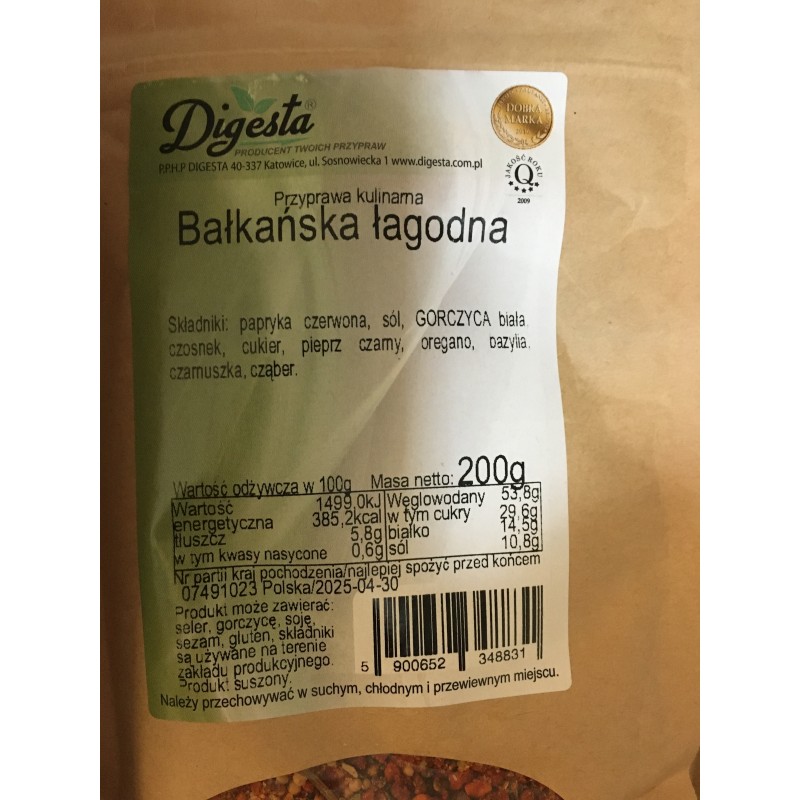 Digesta®
PRODUCENT TWOICH PRZYPRAW
P.P.H.P DIGESTA 40-337 Katowice, ul. Sosnowiecka 1 www.digesta.com.pl
DOBRA
MARKA
JAKOŚĆ ROKU
Q
2009
Przyprawa kulinarna
Bałkańska łagodna
Składniki: papryka czerwona, sól, GORCZYCA biała,
czosnek, cukier, pieprz czarny, oregano, bazylia,
czarnuszka, cząber.
Wartość odżywcza w 100g Masa netto: 200g
Wartość 1499,0kJ Węglowodany 53,8g
energetyczna 385,2kcal w tym cukry 29,6g
tłuszcz 5,8g białko 14,5g
w tym kwasy nasycone 0,6g sól 10,8g
Nr partii kraj pochodzenia/najlepiej spożyć przed końcem
07491023 Polska/2025-04-30
Produkt może zawierać:
seler, gorczycę, soję,
sezam, gluten, składniki
są używane na terenie
zakładu produkcyjnego.
Produkt suszony.
5 900652 348831
Należy przechowywać w suchym, chłodnym i przewiewnym miejscu.